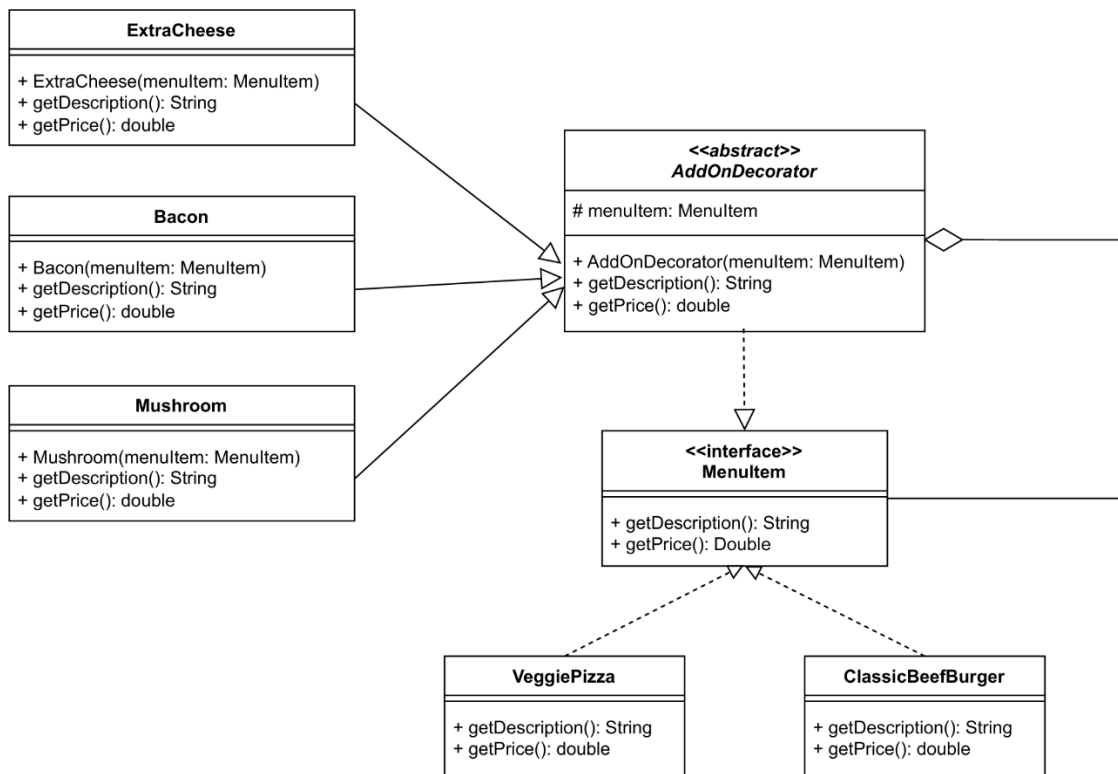 ExtraCheese
+ ExtraCheese(menuItem: MenuItem)
+ getDescription(): String
+ getPrice(): double
Bacon
+ Bacon(menuItem: MenuItem)
+ getDescription(): String
+ getPrice(): double
Mushroom
+ Mushroom(menuItem: MenuItem)
+ getDescription(): String
+ getPrice(): double
<<abstract>>
AddOnDecorator
# menuItem: MenuItem
+ AddOnDecorator(menuItem: MenuItem)
+ getDescription(): String
+ getPrice(): double
<<interface>>
MenuItem
+ getDescription(): String
+ getPrice(): Double
VeggiePizza
+ getDescription(): String
+ getPrice(): double
ClassicBeefBurger
+ getDescription(): String
+ getPrice(): double